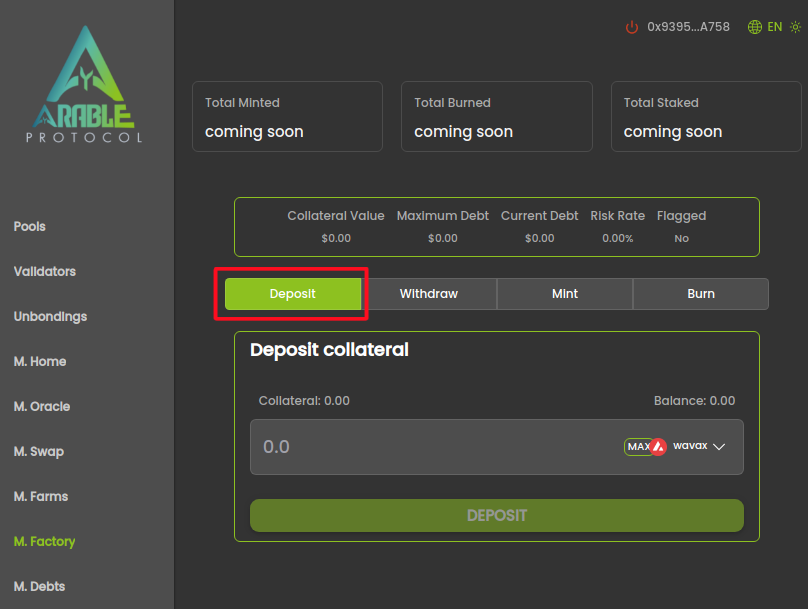 ARABLE
PROTOCOL
Pools
Validators
Unbondings
M. Home
M. Oracle
M. Swap
M. Farms
M. Factory
M. Debts
0x9395...A758 EN
Total Minted
coming soon
Total Burned
coming soon
Total Staked
coming soon
Collateral Value Maximum Debt Current Debt Risk Rate Flagged
$0.00 $0.00 $0.00 0.00% No
Deposit Withdraw Mint Burn
Deposit collateral
Collateral: 0.00 Balance: 0.00
0.0 MAX wavax
DEPOSIT